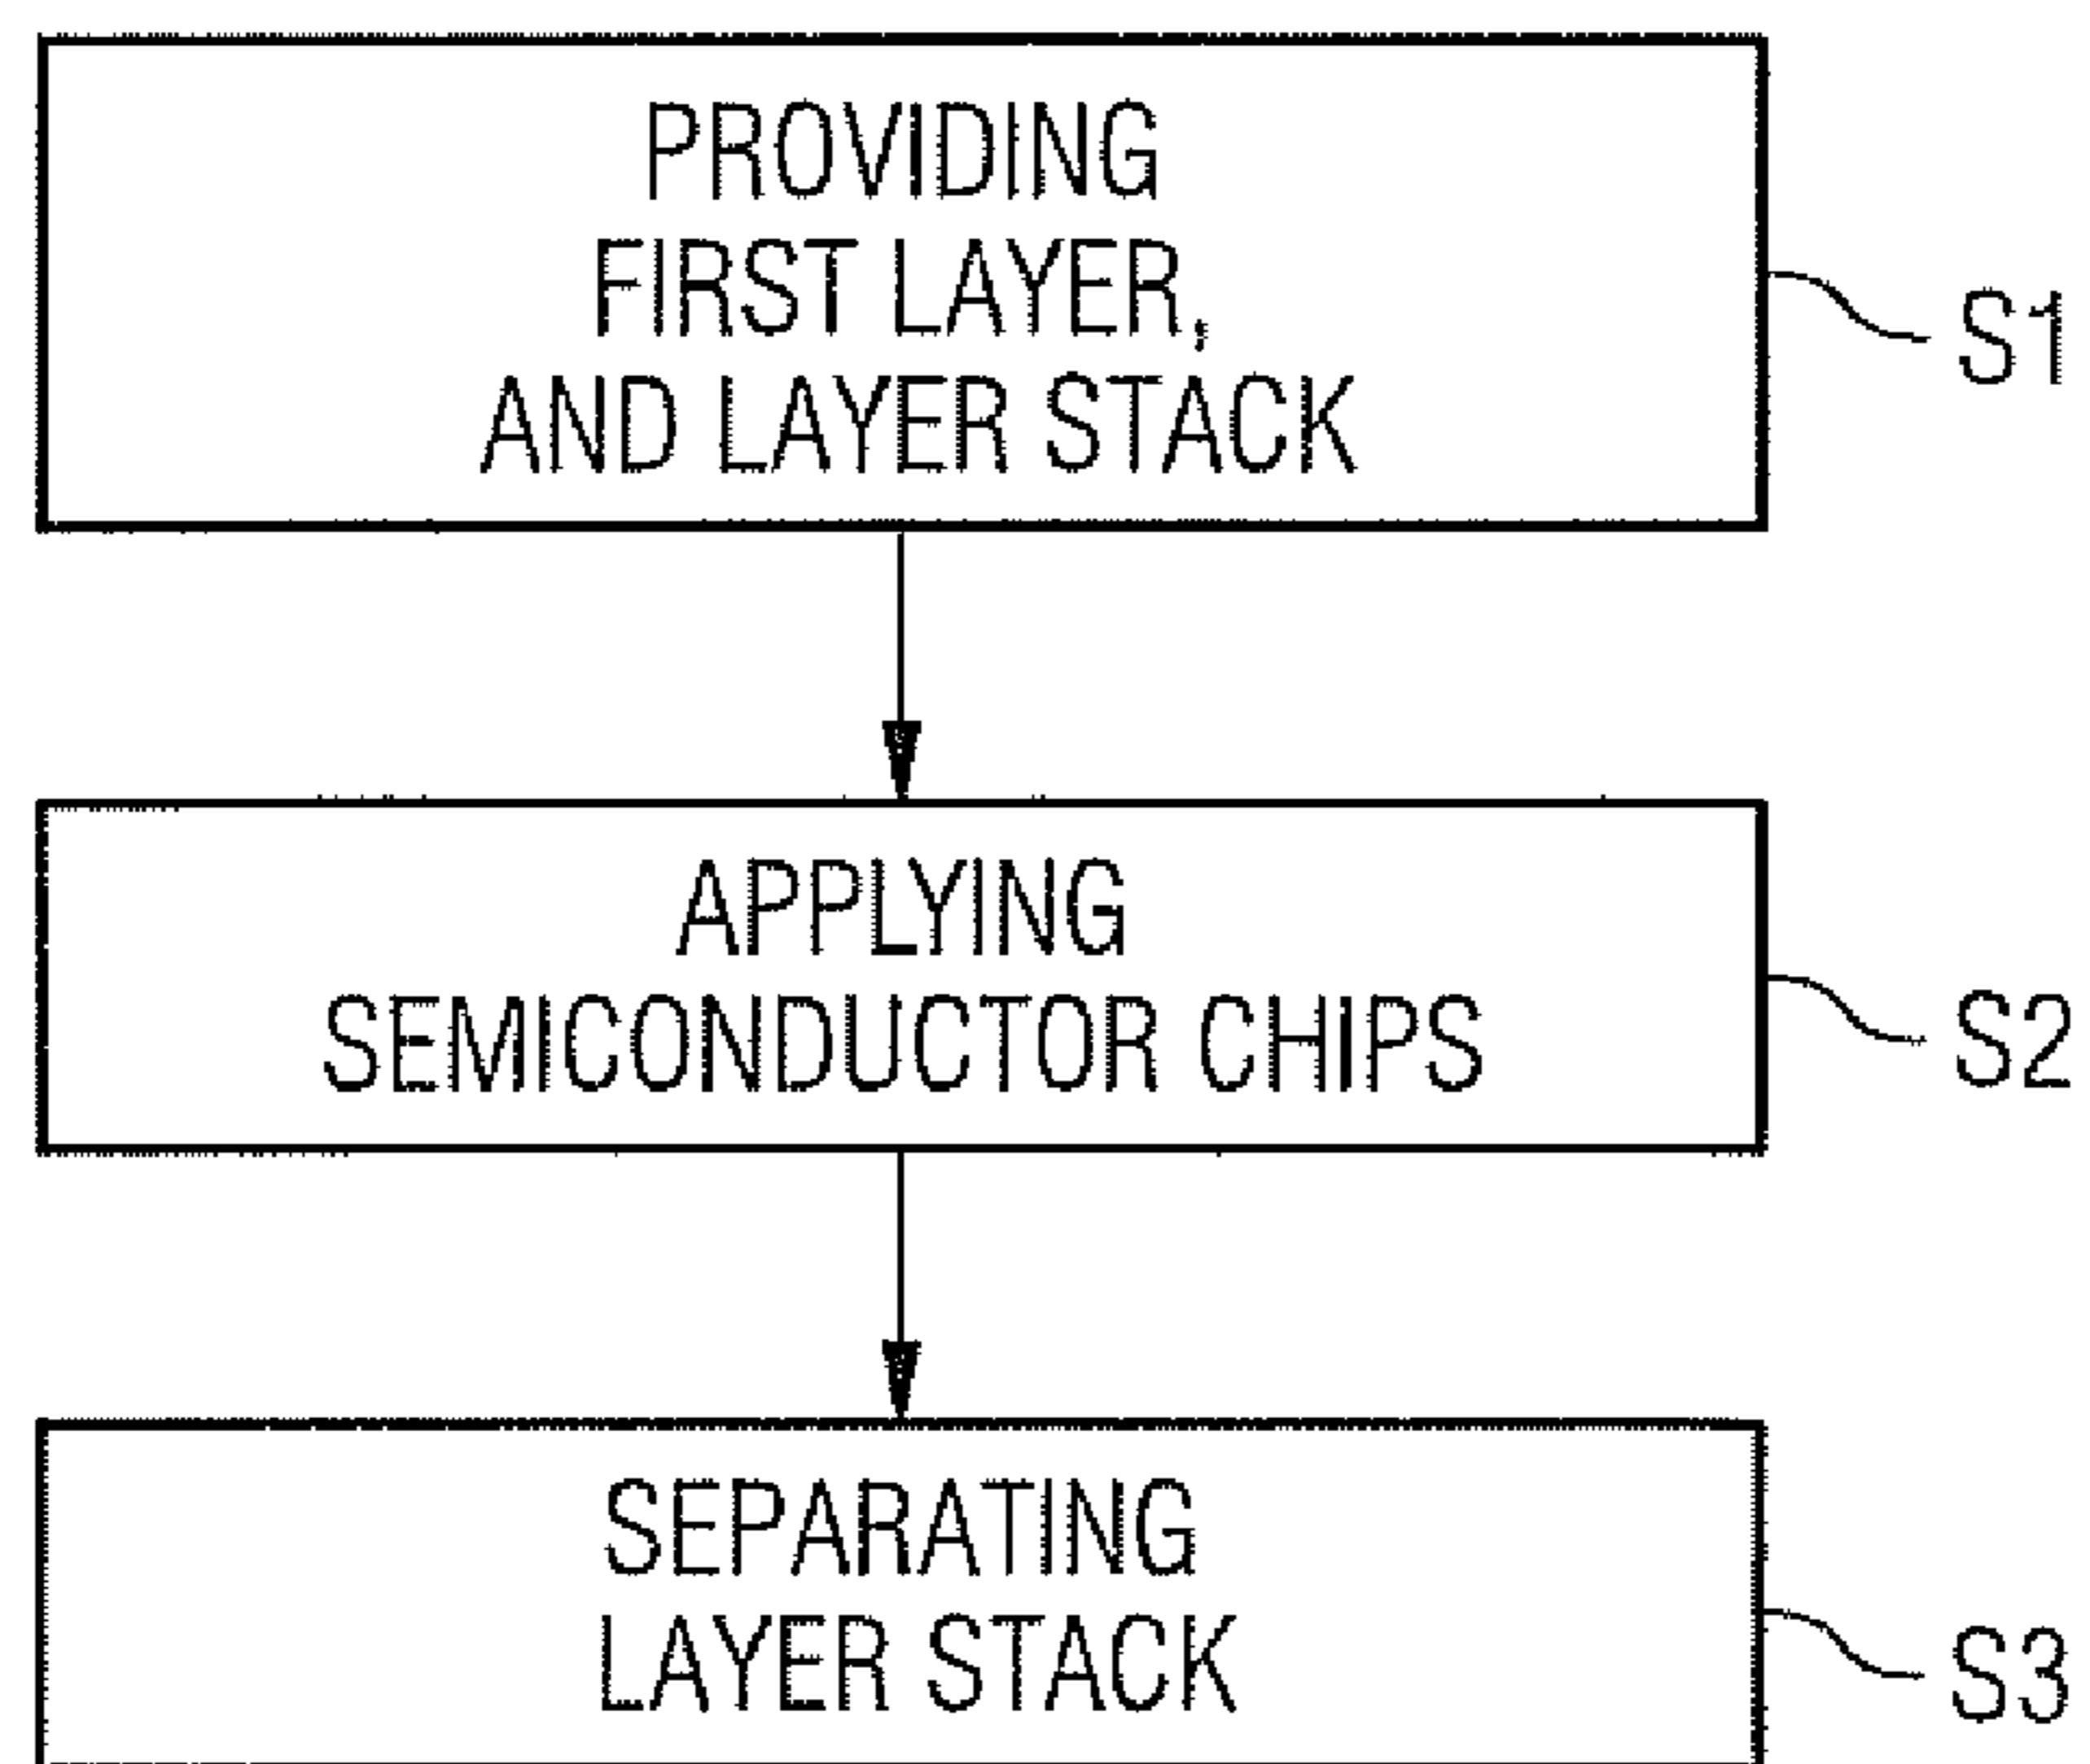 PROVIDING
FIRST LAYER,
AND LAYER STACK
S1
APPLYING
SEMICONDUCTOR CHIPS
S2
SEPARATING
LAYER STACK
S3